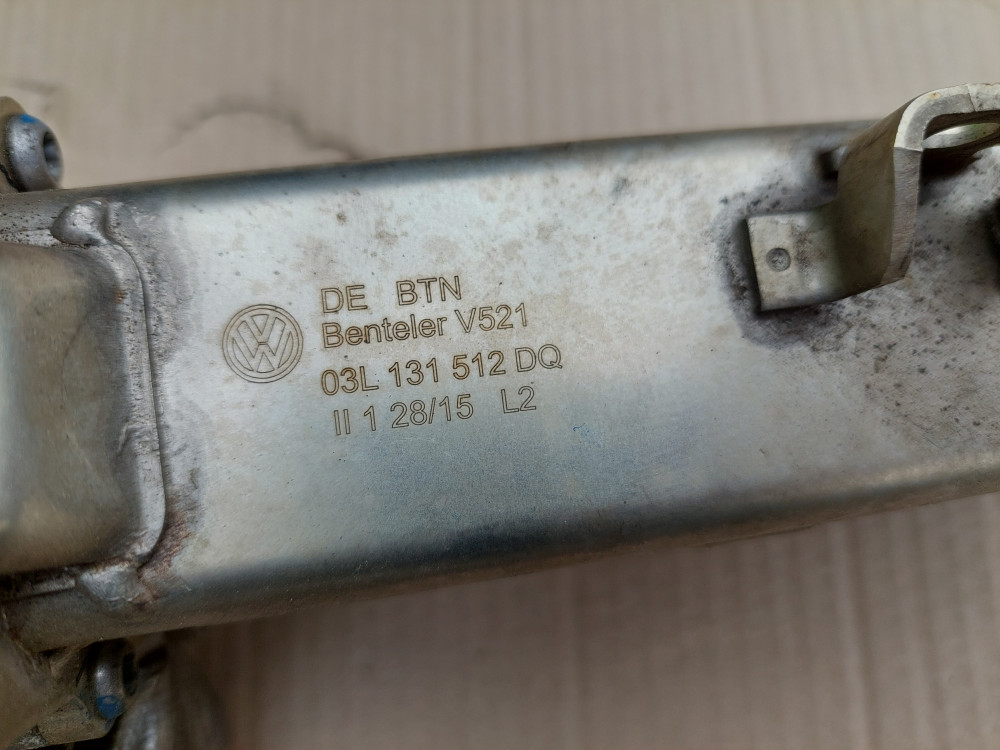 DE BTN
Benteler V521
03L 131 512 DQ
II 1 28/15 L2